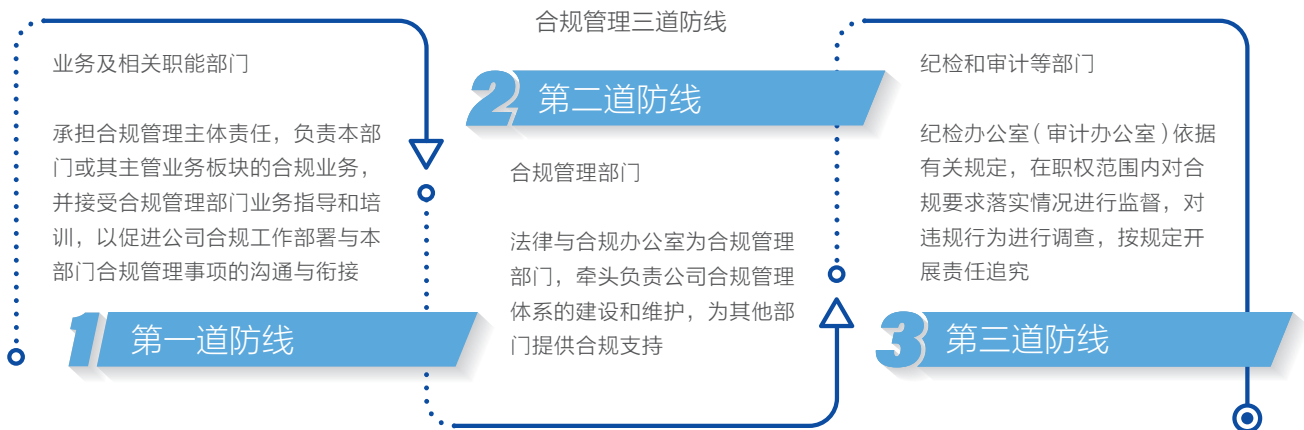 合规管理三道防线
业务及相关职能部门
承担合规管理主体责任，负责本部
门或其主管业务板块的合规业务，
并接受合规管理部门业务指导和培
训，以促进公司合规工作部署与本
部门合规管理事项的沟通与衔接
1 第一道防线
2 第二道防线
合规管理部门
法律与合规办公室为合规管理
部门，牵头负责公司合规管理
体系的建设和维护，为其他部
门提供合规支持
纪检和审计等部门
纪检办公室（审计办公室）依据
有关规定，在职权范围内对合
规要求落实情况进行监督，对
违规行为进行调查，按规定开
展责任追究
3 第三道防线